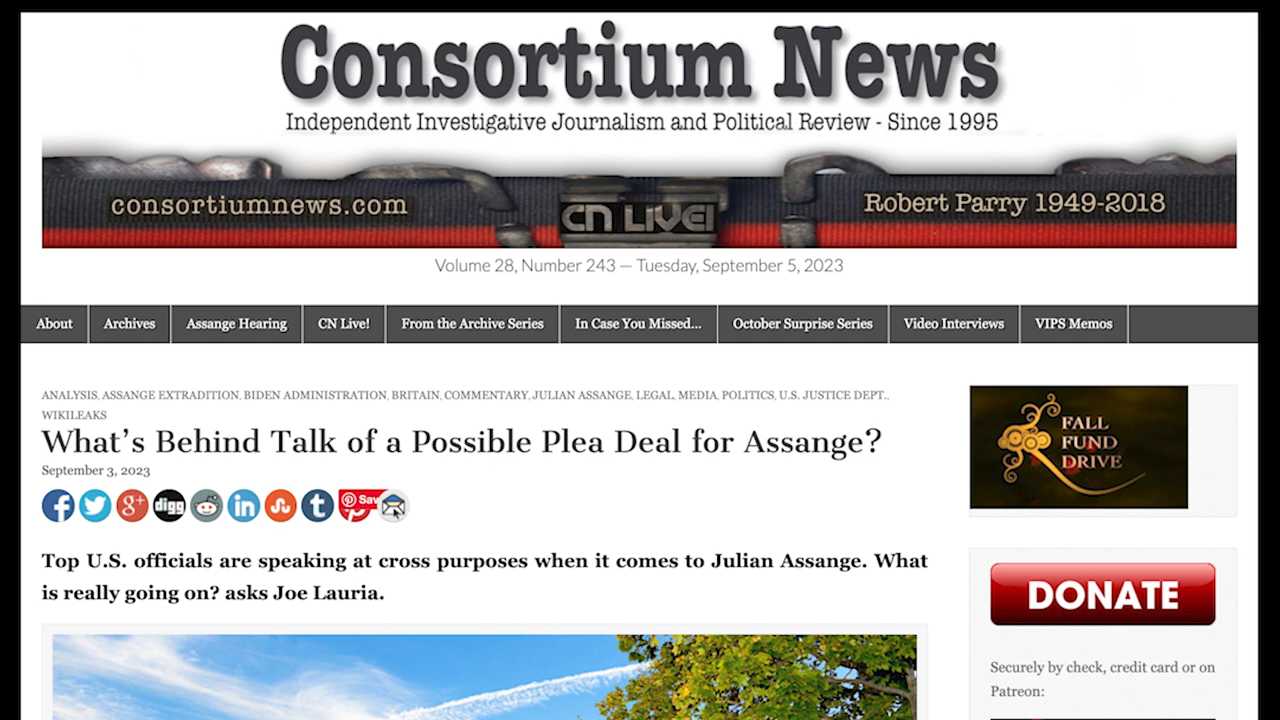 Consortium News
Independent Investigative Journalism and Political Review - Since 1995
consortiumnews.com
CN LIVE!
Robert Parry 1949-2018
Volume 28, Number 243 — Tuesday, September 5, 2023
About
Archives
Assange Hearing
CN Live!
From the Archive Series
In Case You Missed...
October Surprise Series
Video Interviews
VIPS Memos
ANALYSIS, ASSANGE EXTRADITION, BIDEN ADMINISTRATION, BRITAIN, COMMENTARY, JULIAN ASSANGE, LEGAL, MEDIA, POLITICS, U.S. JUSTICE DEPT.,
WIKILEAKS
What's Behind Talk of a Possible Plea Deal for Assange?
September 3, 2023
digg
Save
Top U.S. officials are speaking at cross purposes when it comes to Julian Assange. What
is really going on? asks Joe Lauria.
FALL
FUND
DRIVE
DONATE
Securely by check, credit card or on
Patreon: